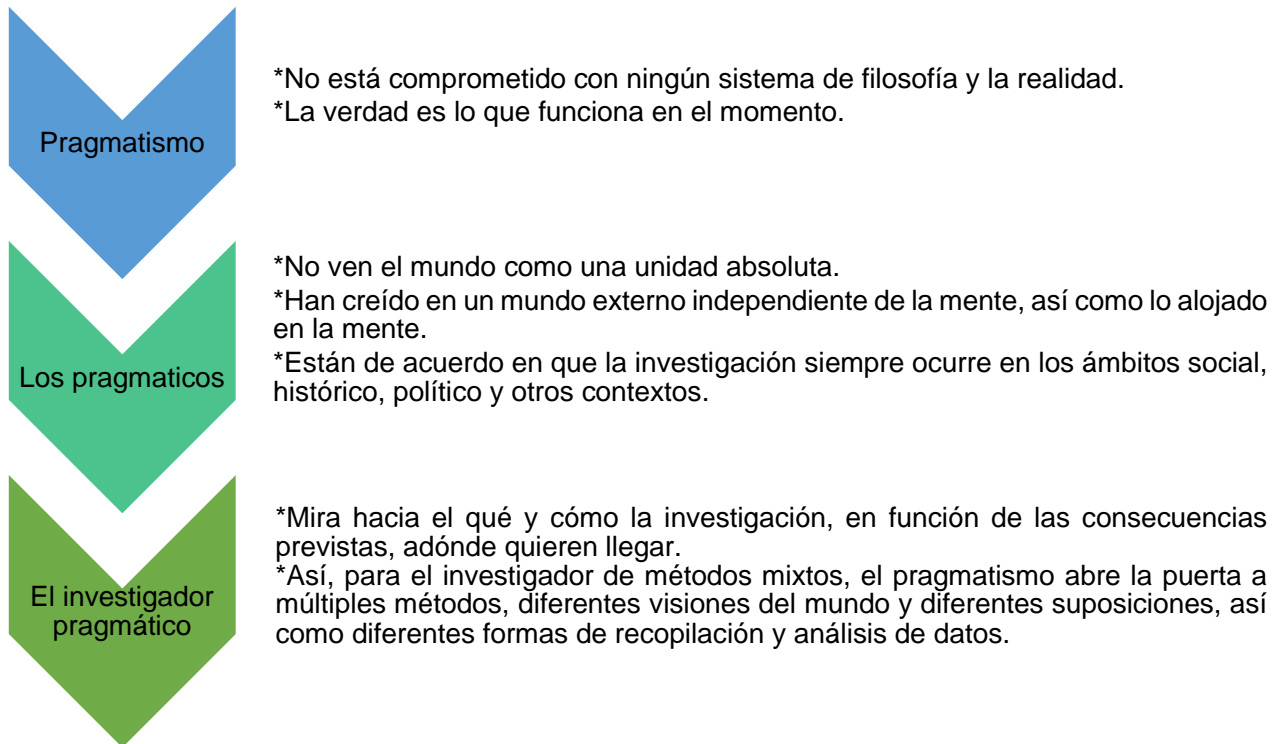 Pragmatismo
*No está comprometido con ningún sistema de filosofía y la realidad.
*La verdad es lo que funciona en el momento.
Los pragmaticos
*No ven el mundo como una unidad absoluta.
*Han creído en un mundo externo independiente de la mente, así como lo alojado
en la mente.
*Están de acuerdo en que la investigación siempre ocurre en los ámbitos social,
histórico, político y otros contextos.
El investigador
pragmático
*Mira hacia el qué y cómo la investigación, en función de las consecuencias
previstas, adónde quieren llegar.
*Así, para el investigador de métodos mixtos, el pragmatismo abre la puerta a
múltiples métodos, diferentes visiones del mundo y diferentes suposiciones, así
como diferentes formas de recopilación y análisis de datos.